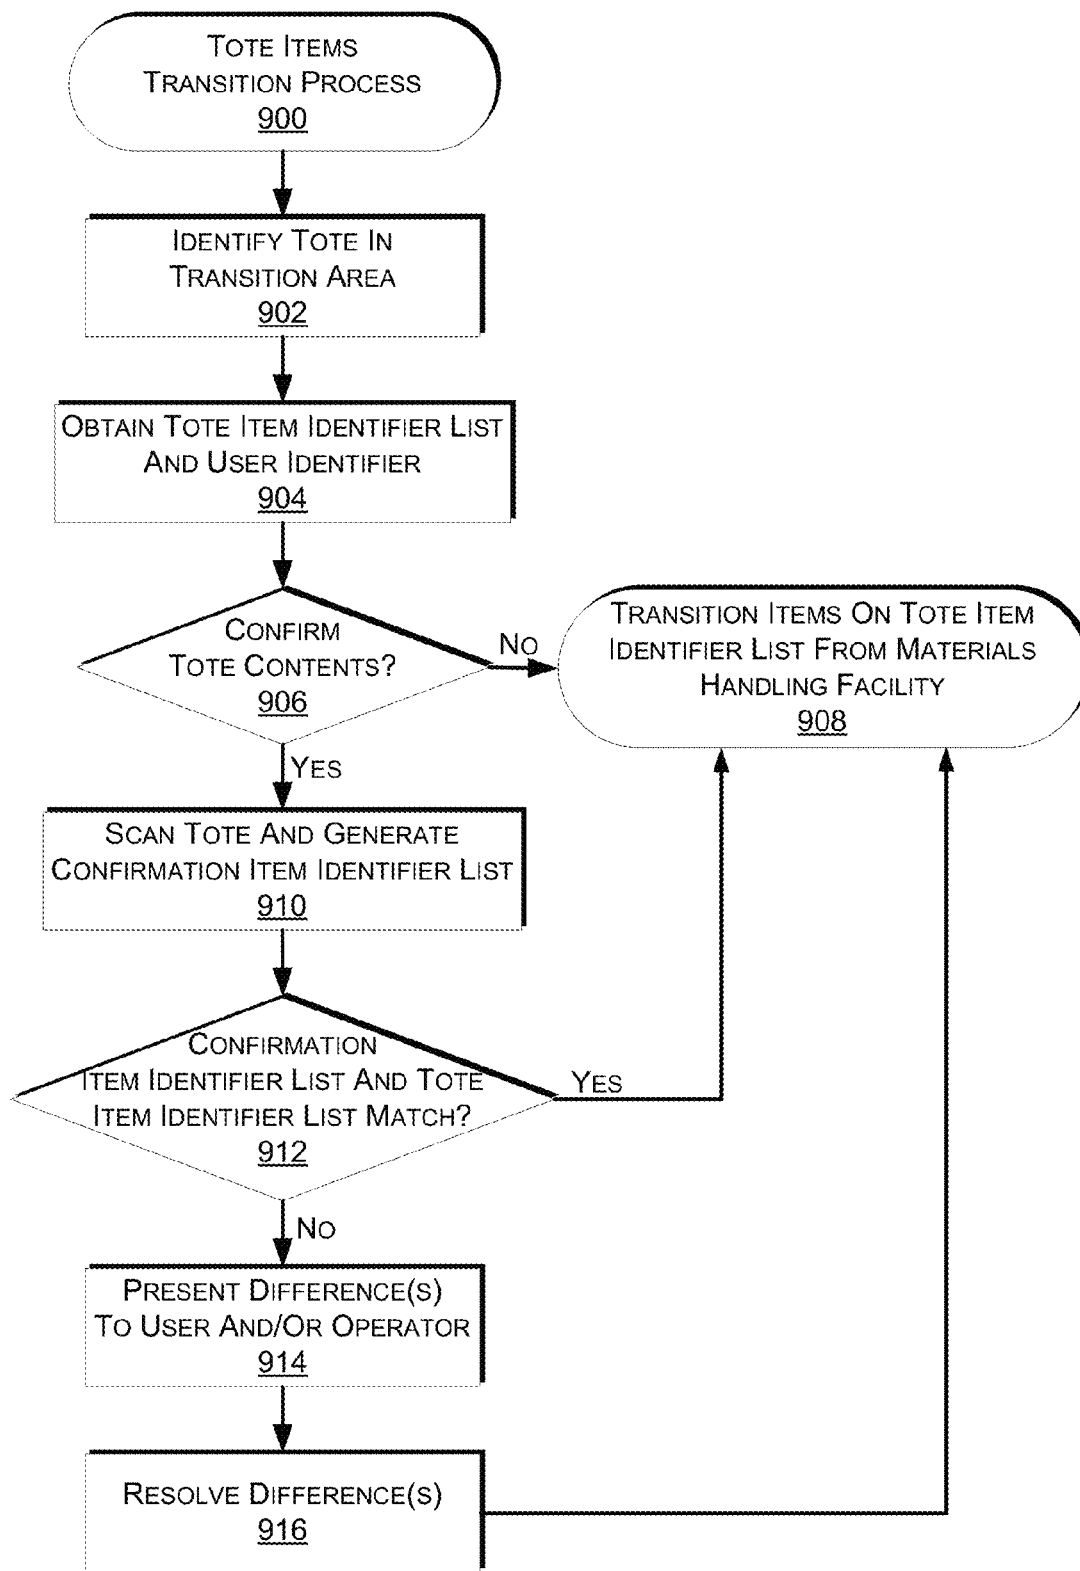 TOTE ITEMS
TRANSITION PROCESS
900
IDENTIFY TOTE IN
TRANSITION AREA
902
OBTAIN TOTE ITEM IDENTIFIER LIST
AND USER IDENTIFIER
904
CONFIRM
TOTE CONTENTS?
906
NO
TRANSITION ITEMS ON TOTE ITEM
IDENTIFIER LIST FROM MATERIALS
HANDLING FACILITY
908
YES
SCAN TOTE AND GENERATE
CONFIRMATION ITEM IDENTIFIER LIST
910
CONFIRMATION
ITEM IDENTIFIER LIST AND TOTE
ITEM IDENTIFIER LIST MATCH?
912
YES
NO
PRESENT DIFFERENCE(S)
TO USER AND/OR OPERATOR
914
RESOLVE DIFFERENCE(S)
916